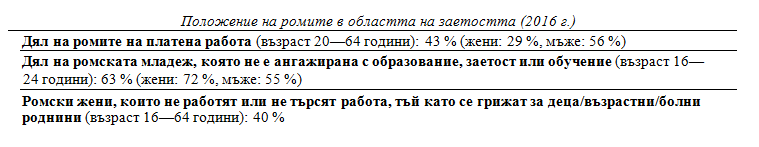 Положение на ромите в областта на заетостта (2016 г.)
Дял на ромите на платена работа (възраст 20—64 години): 43 % (жени: 29 %, мъже: 56 %)
Дял на ромската младеж, която не е ангажирана с образование, заетост или обучение (възраст 16—
24 години): 63 % (жени: 72 %, мъже: 55 %)
Ромски жени, които не работят или не търсят работа, тъй като се грижат за деца/възрастни/болни
роднини (възраст 16—64 години): 40 %